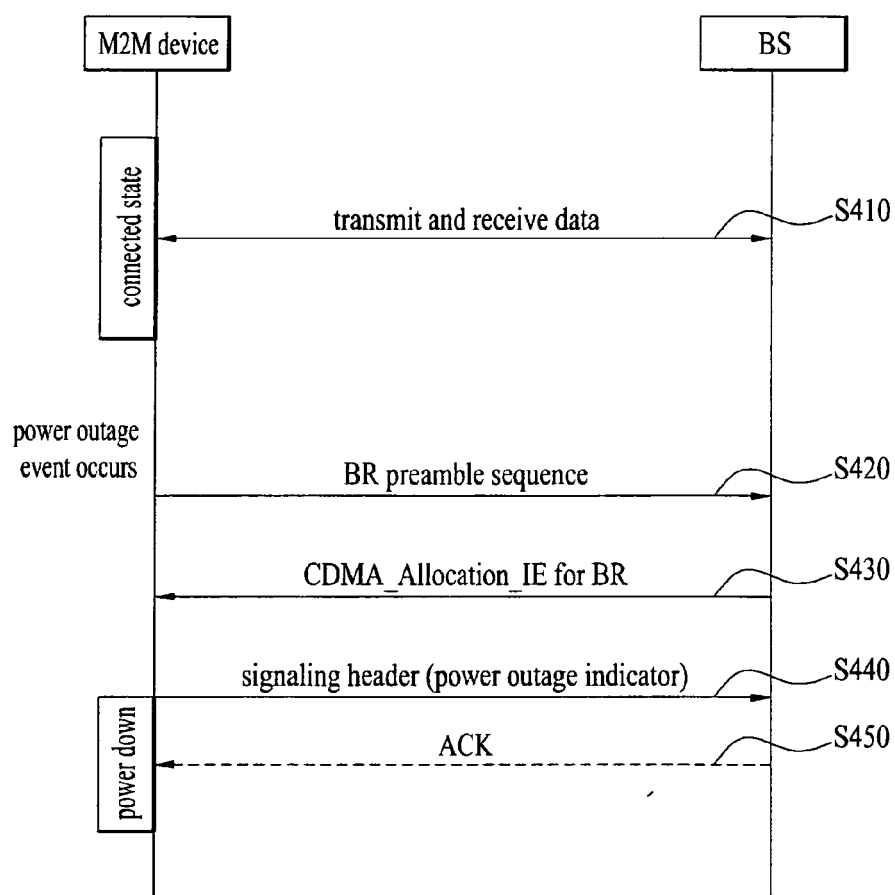 M2M device
BS
connected state
transmit and receive data
S410
power outage
event occurs
BR preamble sequence
S420
CDMA_Allocation_IE for BR
S430
signaling header (power outage indicator)
S440
power down
ACK
S450